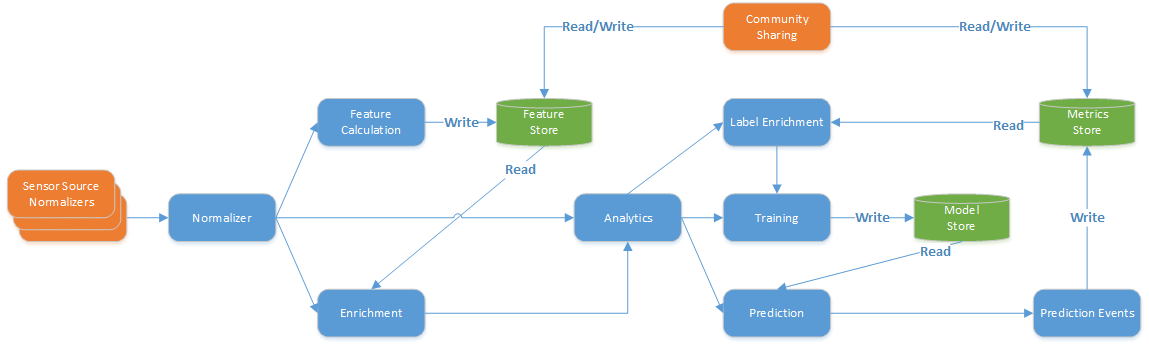 Community
Sharing
Read/Write
Read/Write
Feature
Calculation
Write
Feature
Store
Label Enrichment
Read
Metrics
Store
Read
Sensor Source
Normalizers
Normalizer
Analytics
Training
Write
Model
Store
Write
Read
Enrichment
Prediction
Prediction Events